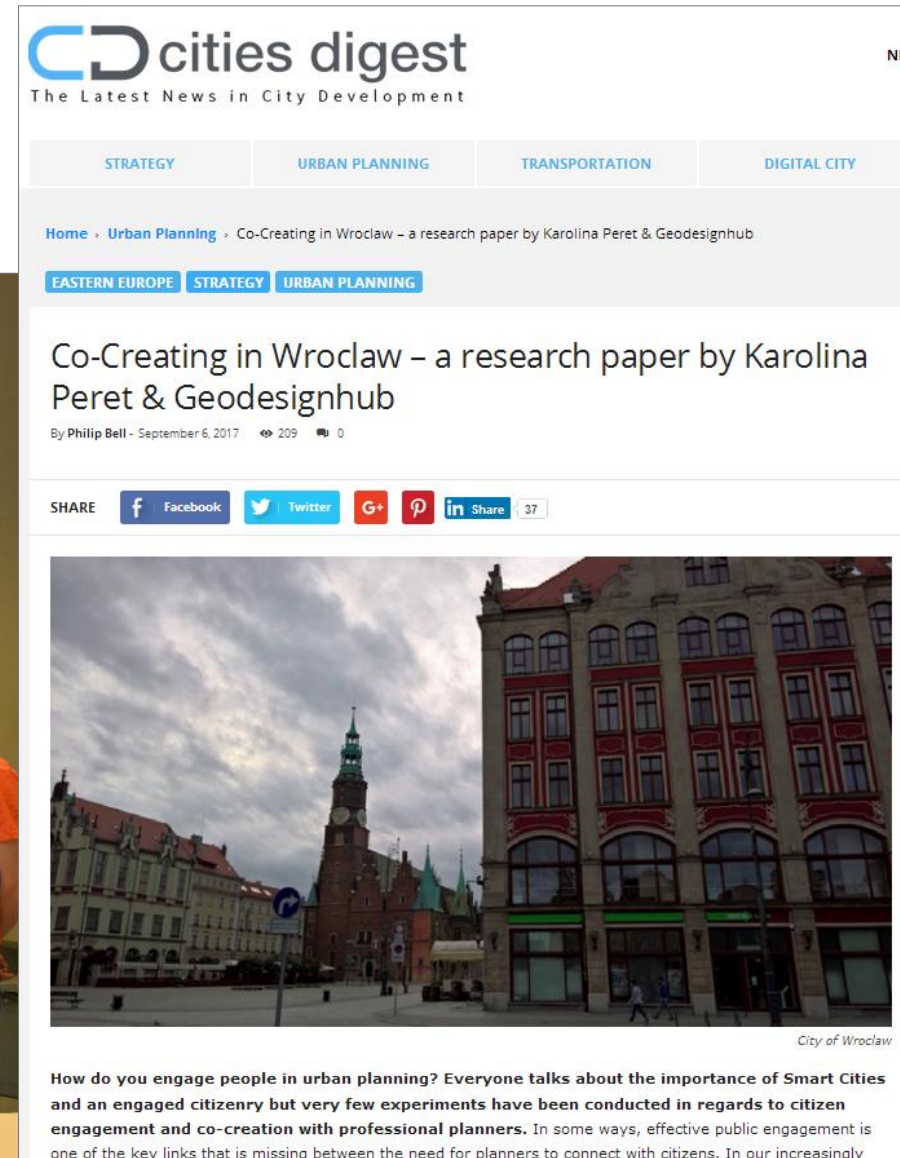 cities digest
The Latest News in City Development
STRATEGY
URBAN PLANNING
TRANSPORTATION
DIGITAL CITY
Home › Urban Planning › Co-Creating in Wroclaw – a research paper by Karolina Peret & Geodesignhub
EASTERN EUROPE STRATEGY URBAN PLANNING
Co-Creating in Wroclaw – a research paper by Karolina
Peret & Geodesignhub
By Philip Bell - September 6, 2017 209 0
SHARE Facebook Twitter G+ in Share 37
City of Wroclaw
How do you engage people in urban planning? Everyone talks about the importance of Smart Cities
and an engaged citizenry but very few experiments have been conducted in regards to citizen
engagement and co-creation with professional planners. In some ways, effective public engagement is
one of the key links that is missing between the need for planners to connect with citizens. In our increasingly